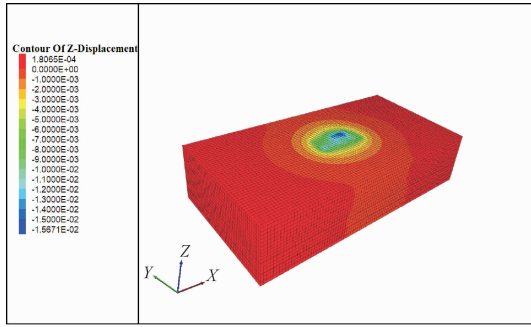 Contour Of Z-Displacement
1.8065E-04
0.0000E+00
-1.0000E-03
-2.0000E-03
-3.0000E-03
-4.0000E-03
-5.0000E-03
-6.0000E-03
-7.0000E-03
-8.0000E-03
-9.0000E-03
-1.0000E-02
-1.1000E-02
-1.2000E-02
-1.3000E-02
-1.4000E-02
-1.5000E-02
-1.5671E-02
Z
Y
X